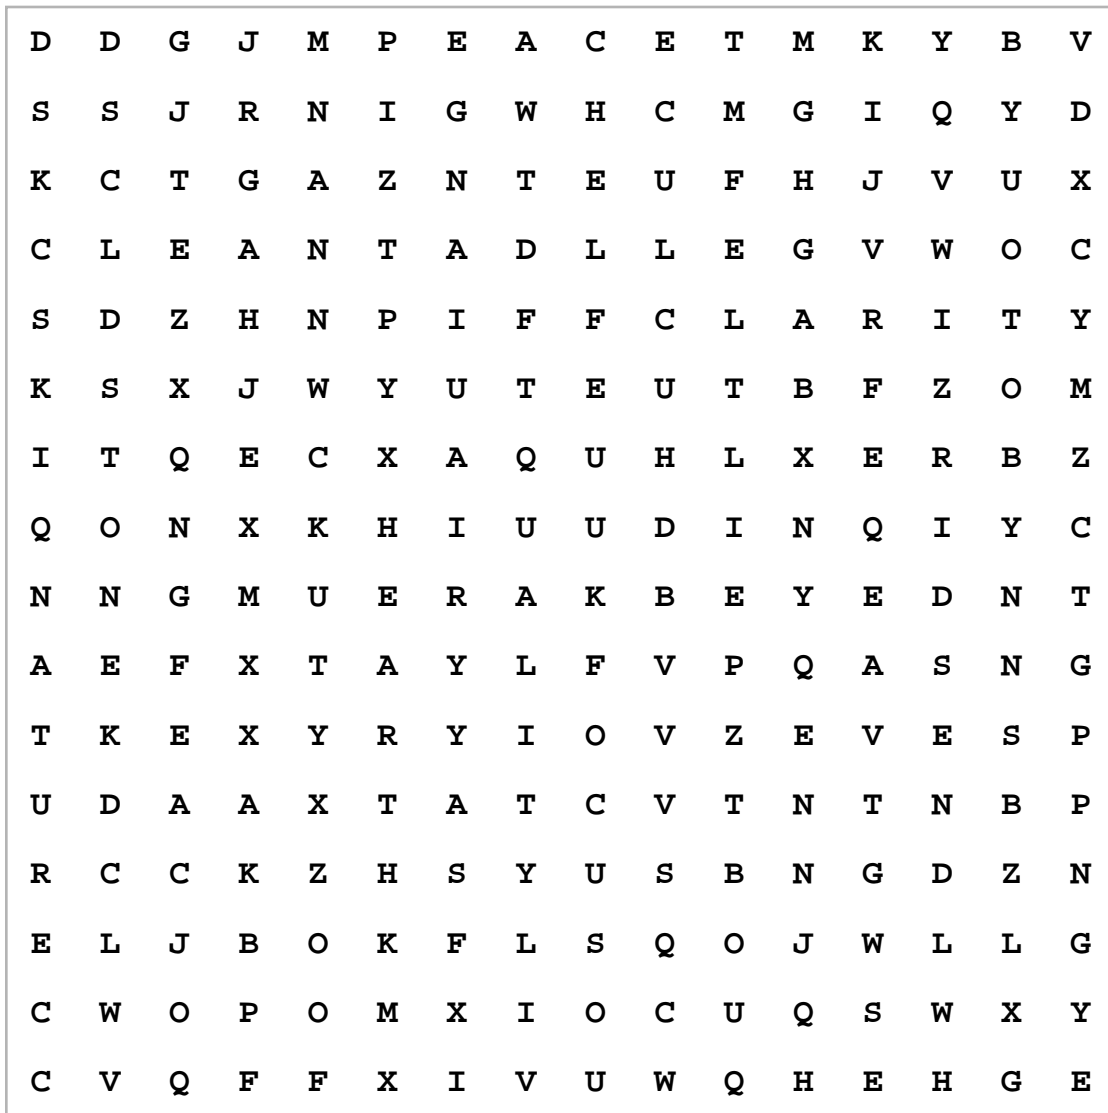 D D G J M P E A C E T M K Y B V
S S J R N I G W H C M G I Q Y D
K C T G A Z N T E U F H J V U X
C L E A N T A D L L E G V W O C
S D Z H N P I F F C L A R I T Y
K S X J W Y U T E U T B F Z O M
I T Q E C X A Q U H L X E R B Z
Q O N X K H I U U D I N Q I Y C
N N G M U E R A K B E Y E D N T
A E F X T A Y L F V P Q A S N G
T K E X Y R Y I O V Z E V E S P
U D A A X T A T C V T N T N B P
R C C K Z H S Y U S B N G D Z N
E L J B O K F L S Q O J W L L G
C W O P O M X I O C U Q S W X Y
C V Q F F X I V U W Q H E H G E